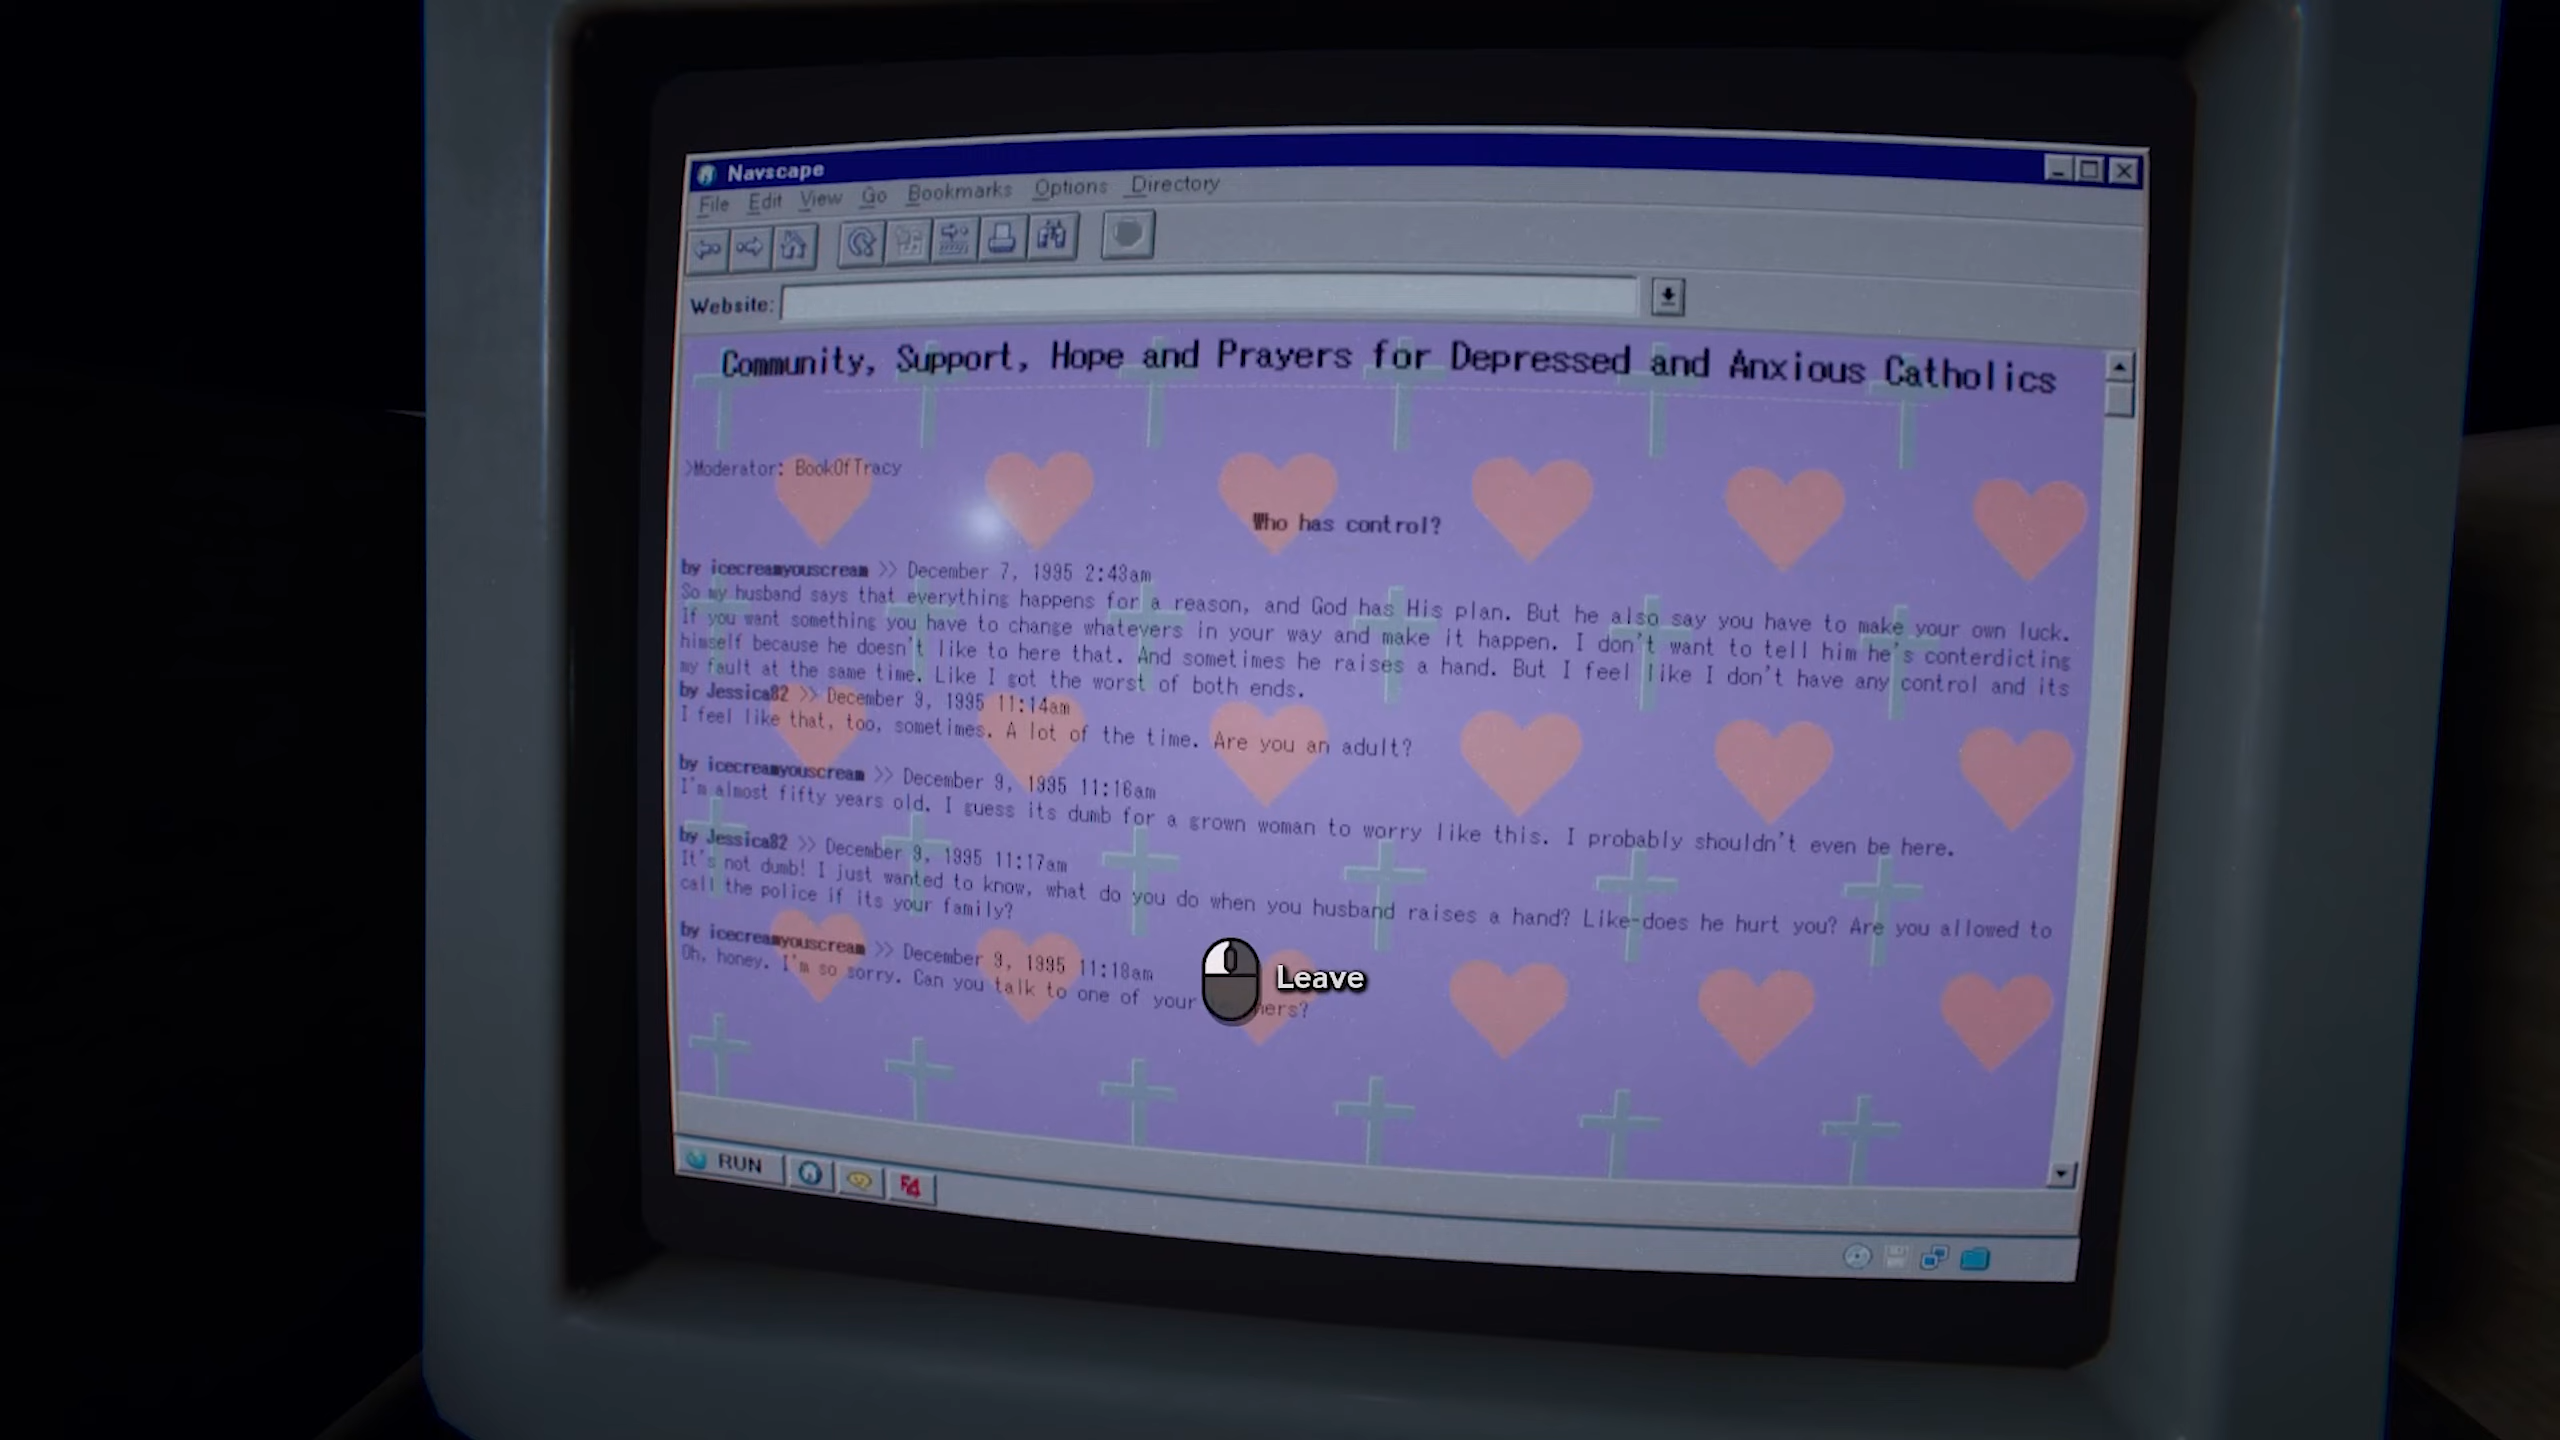 Navscape
File Edit View Go Bookmarks Options Directory
Website:
Community, Support, Hope and Prayers for Depressed and Anxious Catholics
>Moderator: BookOfTracy
Who has control?
by icecreamyouscream >> December 7, 1995 2:43am
So my husband says that everything happens for a reason, and God has His plan. But he also say you have to make your own luck.
If you want something you have to change whatevers in your way and make it happen. I don't want to tell him he's conterdicting
himself because he doesn't like to here that. And sometimes he raises a hand. But I feel like I don't have any control and its
my fault at the same time. Like I got the worst of both ends.
by Jessica82 >> December 9, 1995 11:14am
I feel like that, too, sometimes. A lot of the time. Are you an adult?
by icecreamyouscream >> December 9, 1995 11:16am
I'm almost fifty years old. I guess its dumb for a grown woman to worry like this. I probably shouldn't even be here.
by Jessica82 >> December 9, 1995 11:17am
It's not dumb! I just wanted to know, what do you do when you husband raises a hand? Like-does he hurt you? Are you allowed to
call the police if its your family?
by icecreamyouscream >> December 9, 1995 11:18am
Oh, honey. I'm so sorry. Can you talk to one of your
Leave
RUN